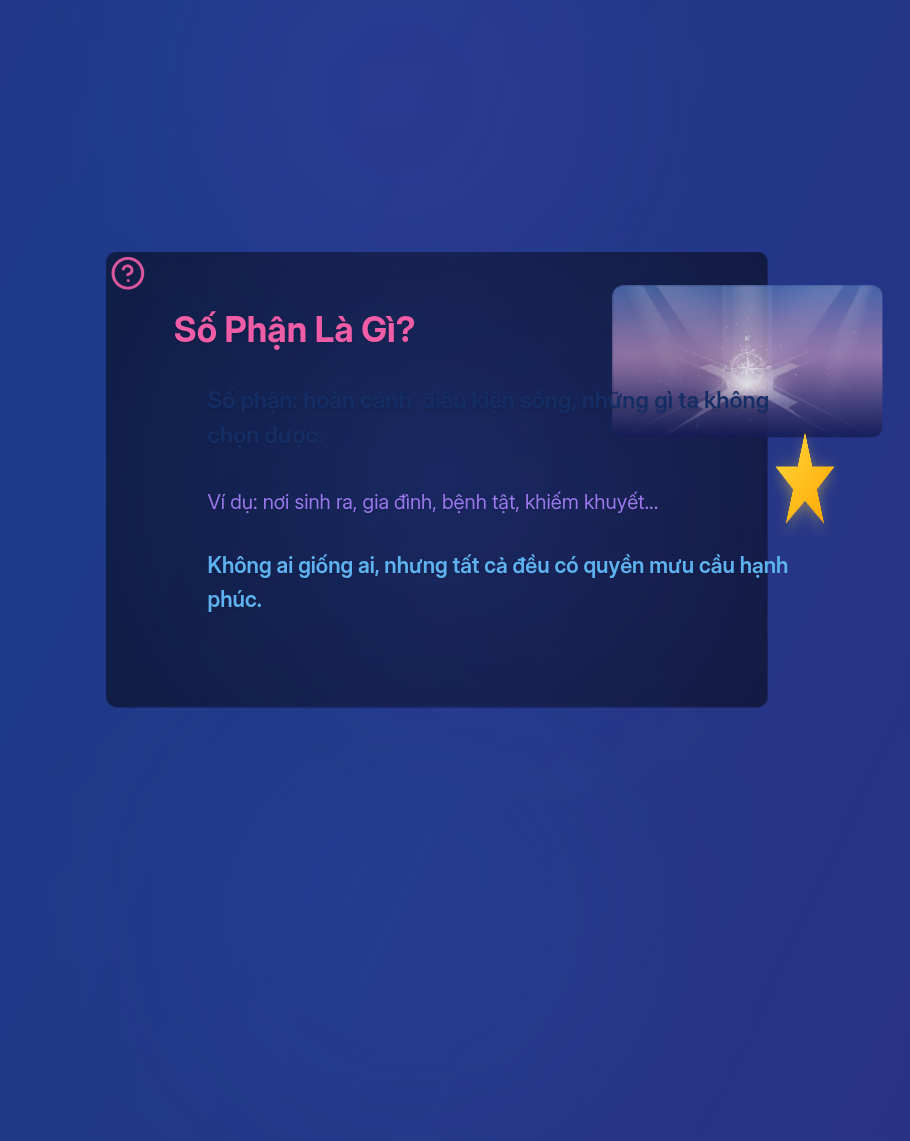 Số Phận Là Gì?
Số phận: hoàn cảnh, điều kiện sống, những gì ta không
chọn được.
Ví dụ: nơi sinh ra, gia đình, bệnh tật, khiếm khuyết...
Không ai giống ai, nhưng tất cả đều có quyền mưu cầu hạnh
phúc.